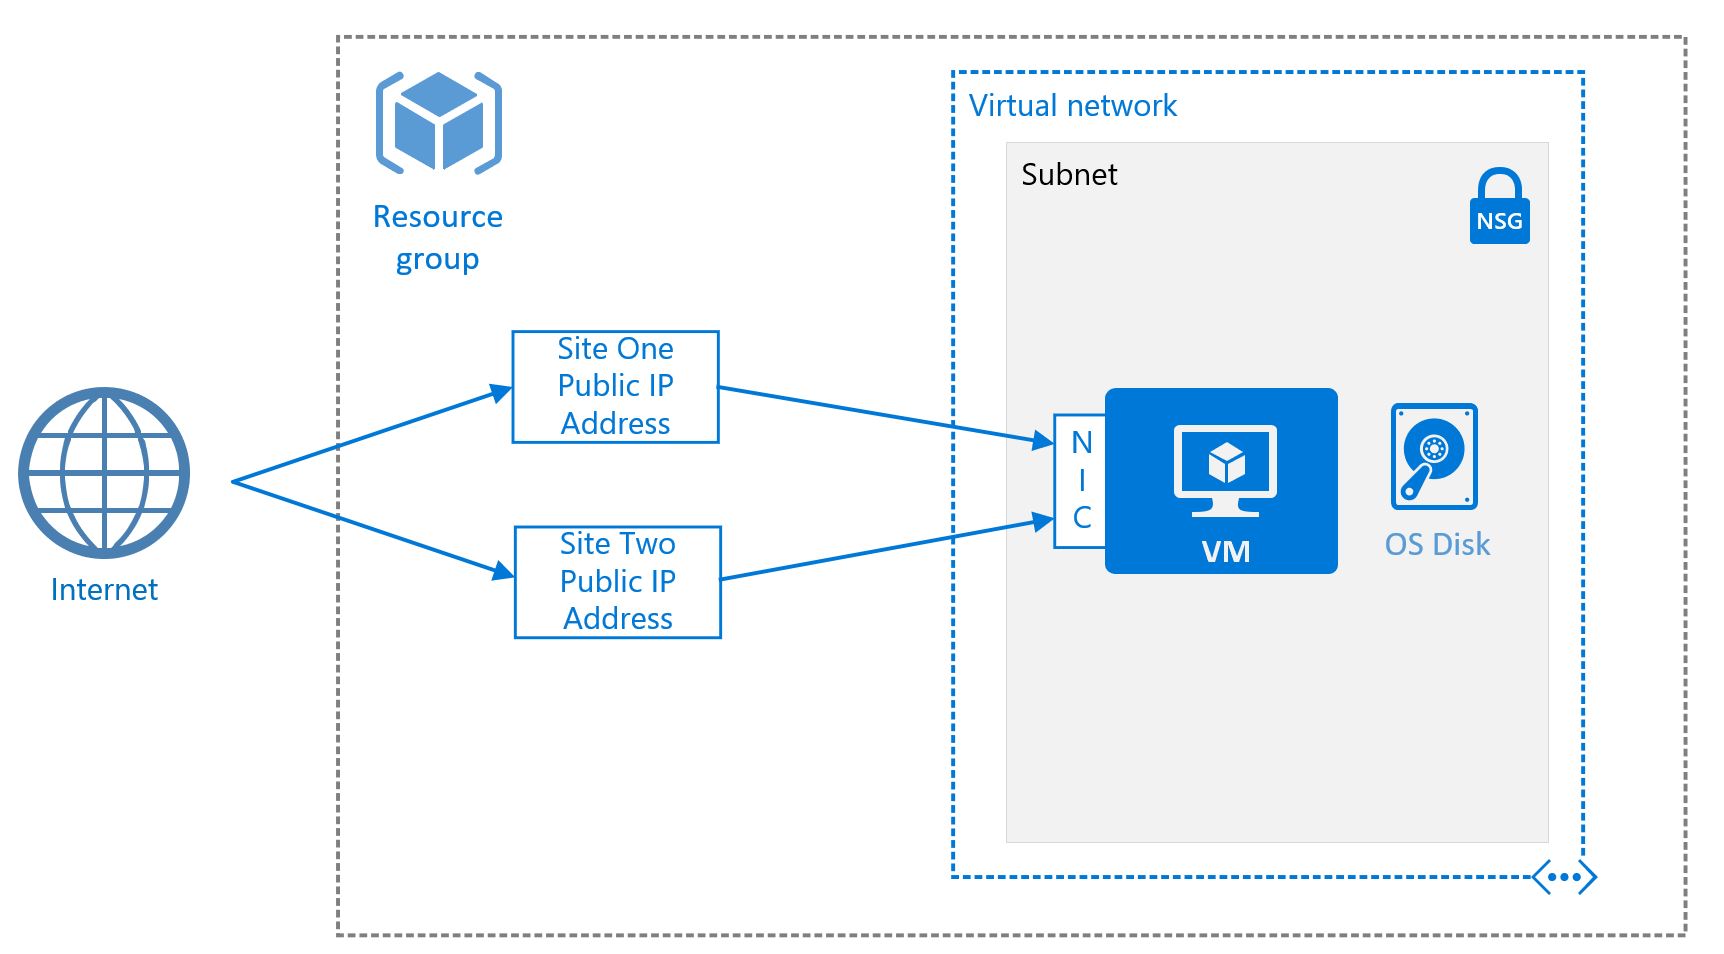 Virtual network
Subnet
NSG
Resource
group
Site One
Public IP
Address
Internet
Site Two
Public IP
Address
N
I
C
VM
OS Disk